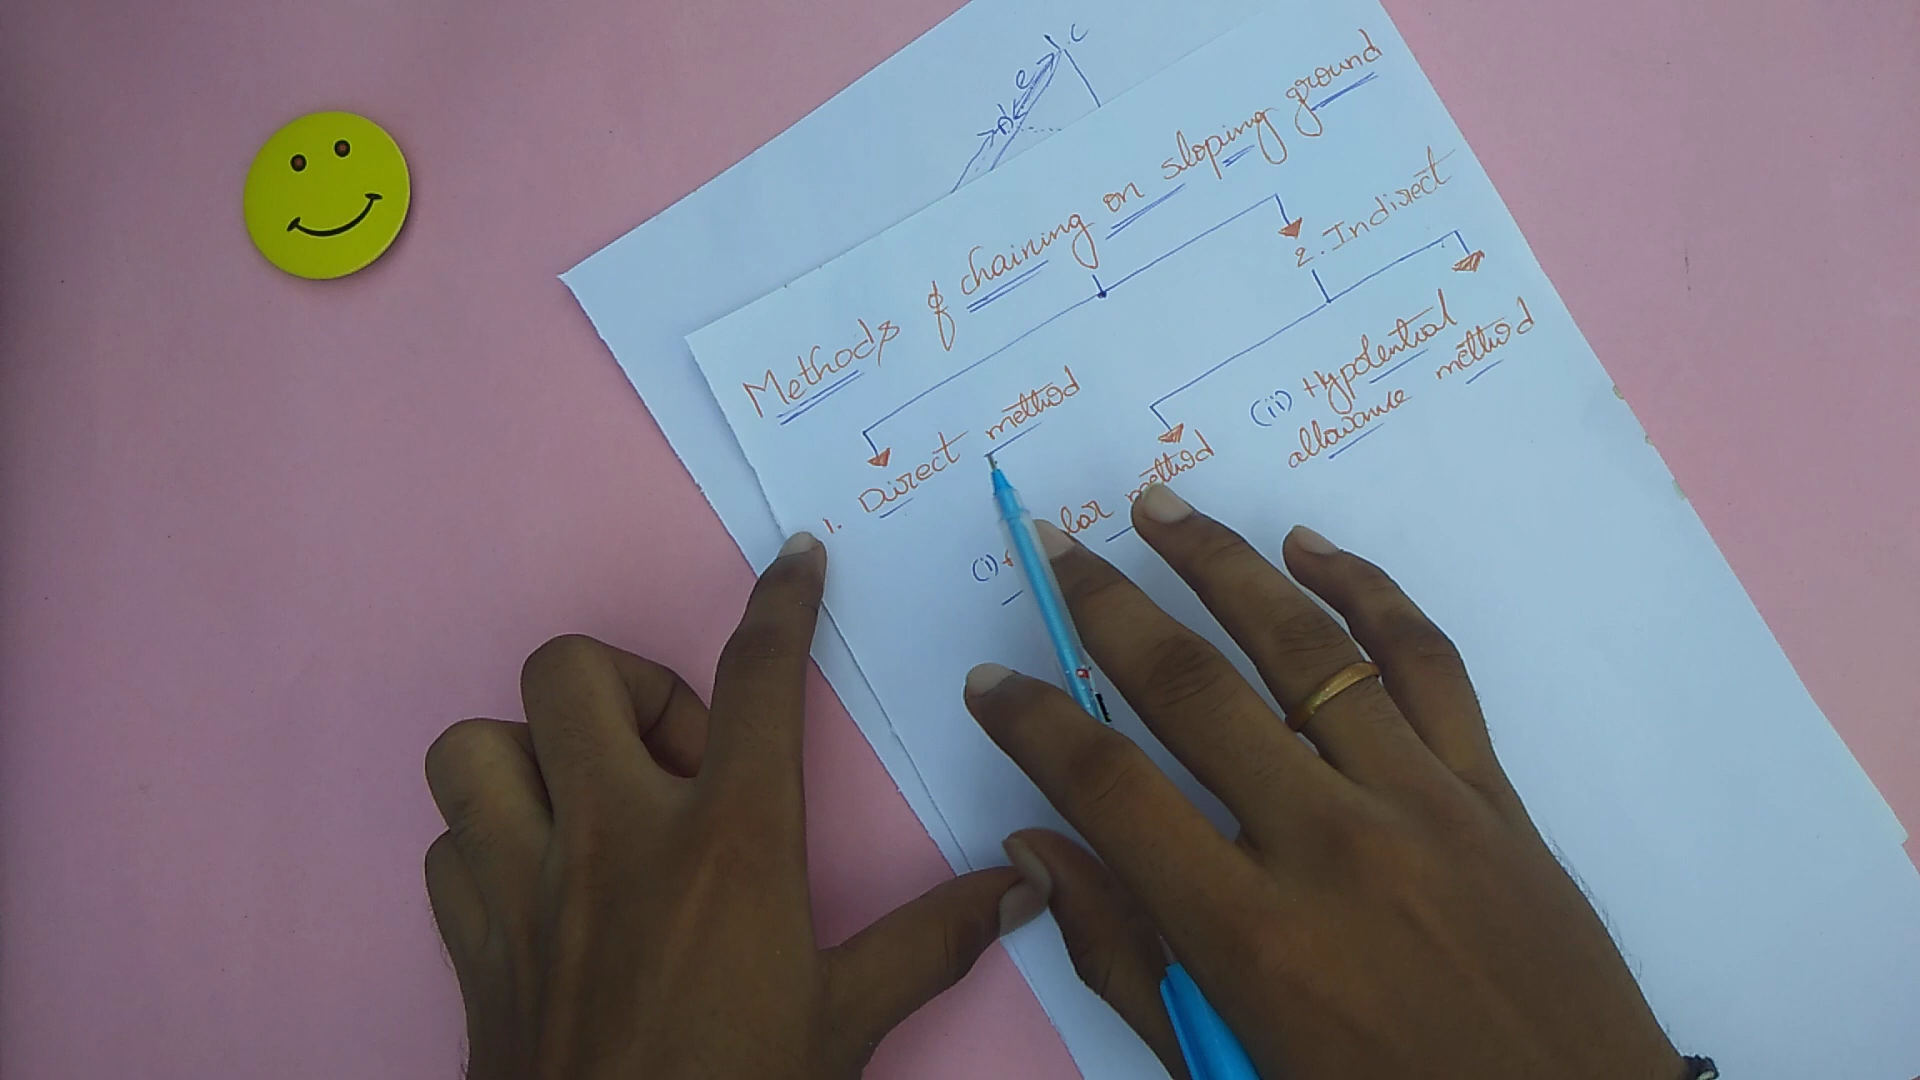 Methods of chaining on sloping ground
1. Direct method
2. Indirect
(i) method
(ii) Hypotential
allowance method
C